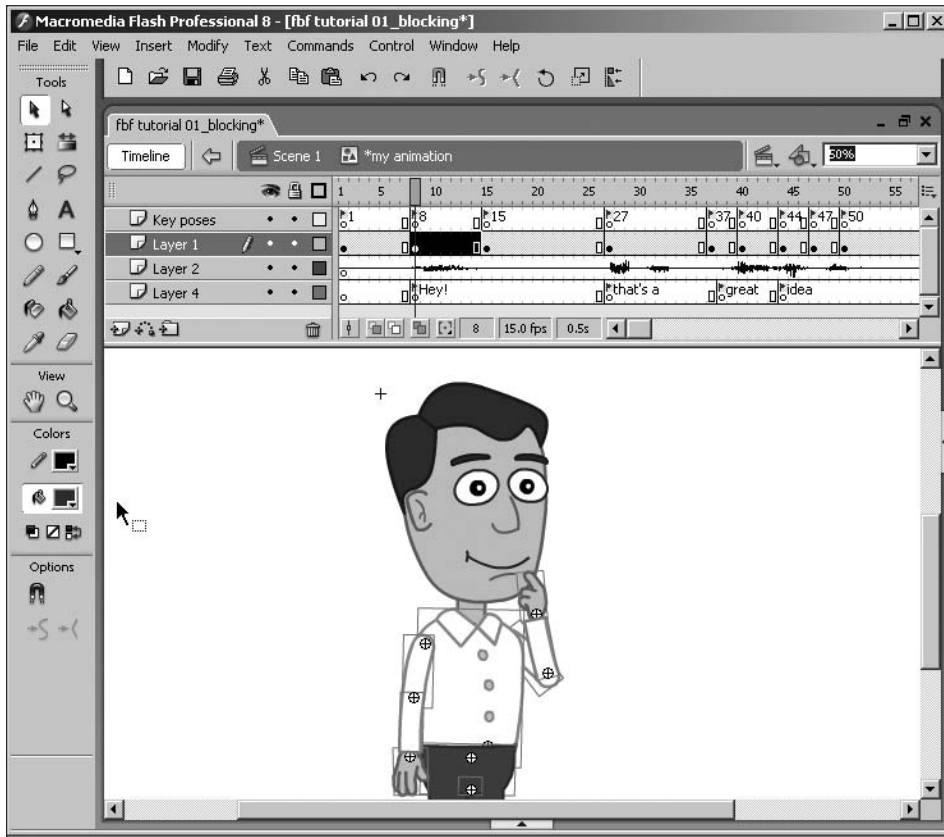 Macromedia Flash Professional 8 - [fbf tutorial 01_blocking*]
File Edit View Insert Modify Text Commands Control Window Help
Tools
fbf tutorial 01_blocking*
Timeline Scene 1 *my animation 50%
1 5 10 15 20 25 30 35 40 45 50 55
Key poses 1 8 15 27 37 40 44 47 50
Layer 1
Layer 2
Layer 4 Hey! that's a great idea
8 15.0 fps 0.5s
A
View
Colors
Options